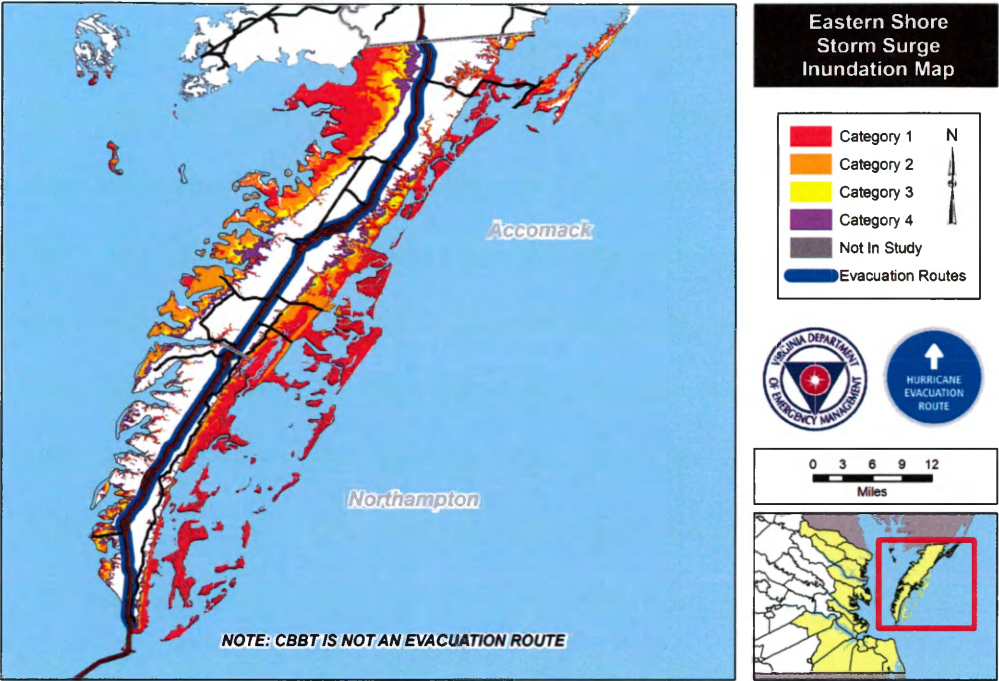 Eastern Shore
Storm Surge
Inundation Map
Category 1
N
Category 2
Category 3
Category 4
Not In Study
Evacuation Routes
Accomack
VIRGINIA DEPARTMENT
OF EMERGENCY MANAGEMENT
HURRICANE
EVACUATION
ROUTE
0 3 6 9 12
Miles
Northampton
NOTE: CBBT IS NOT AN EVACUATION ROUTE